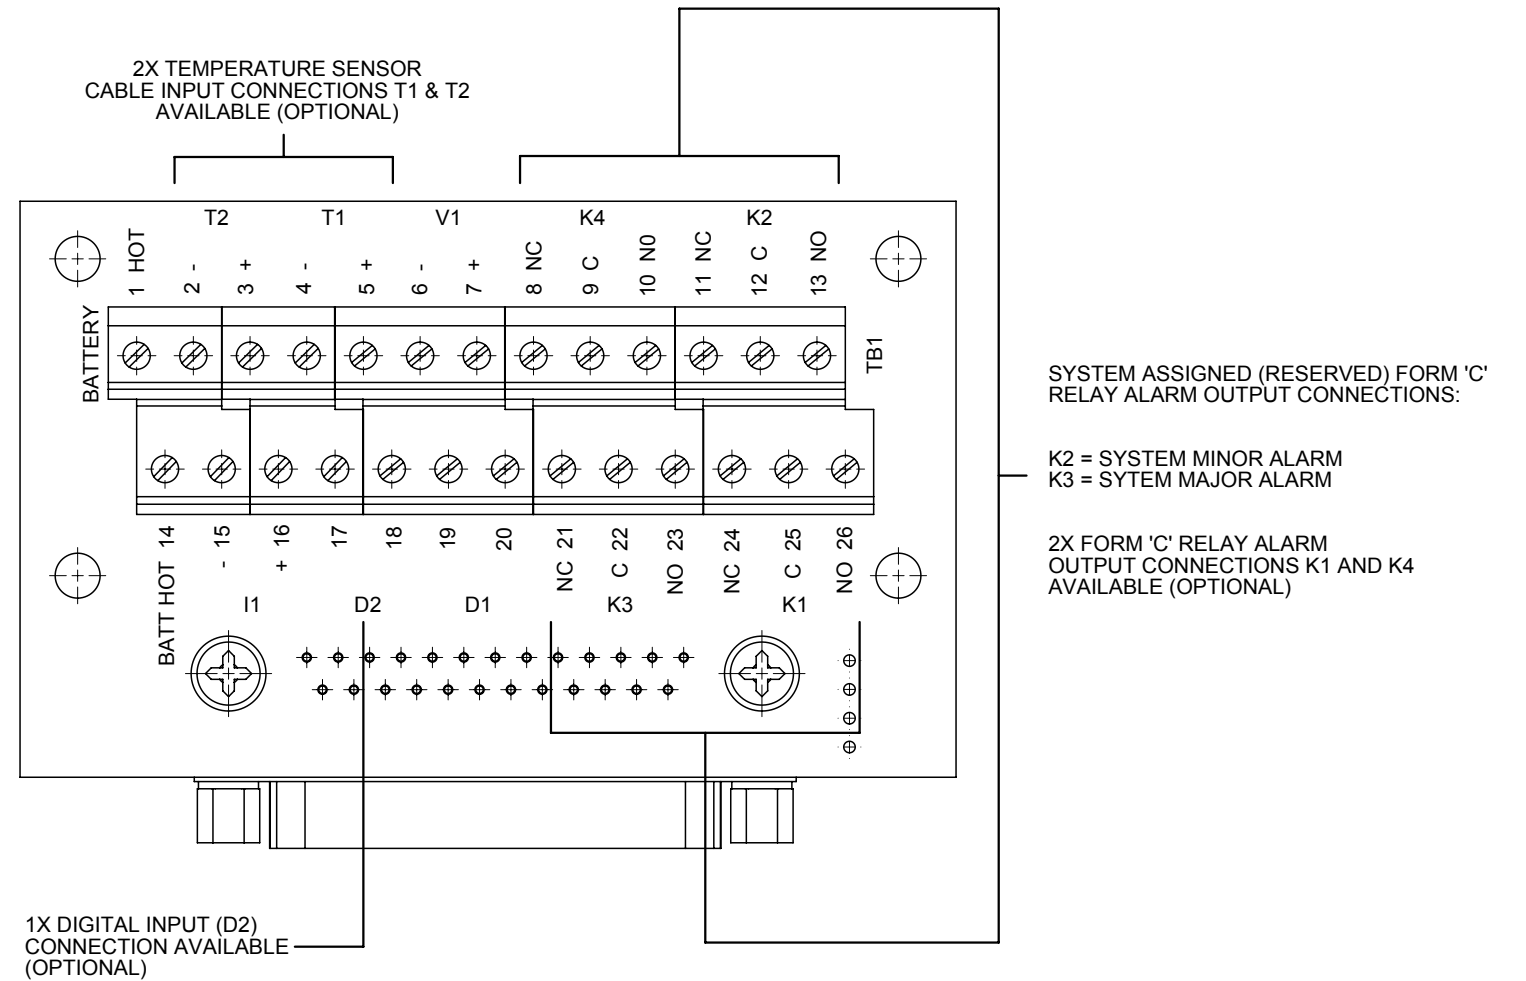 2X TEMPERATURE SENSOR
CABLE INPUT CONNECTIONS T1 & T2
AVAILABLE (OPTIONAL)
T2
T1
V1
K4
K2
1 HOT
2 -
3 +
4 -
5 +
6 -
7 +
8 NC
9 C
10 N0
11 NC
12 C
13 NO
BATTERY
TB1
BATT HOT 14
- 15
+ 16
17
18
19
20
NC 21
C 22
NO 23
NC 24
C 25
NO 26
I1
D2
D1
K3
K1
SYSTEM ASSIGNED (RESERVED) FORM 'C'
RELAY ALARM OUTPUT CONNECTIONS:
K2 = SYSTEM MINOR ALARM
K3 = SYTEM MAJOR ALARM
2X FORM 'C' RELAY ALARM
OUTPUT CONNECTIONS K1 AND K4
AVAILABLE (OPTIONAL)
1X DIGITAL INPUT (D2)
CONNECTION AVAILABLE
(OPTIONAL)